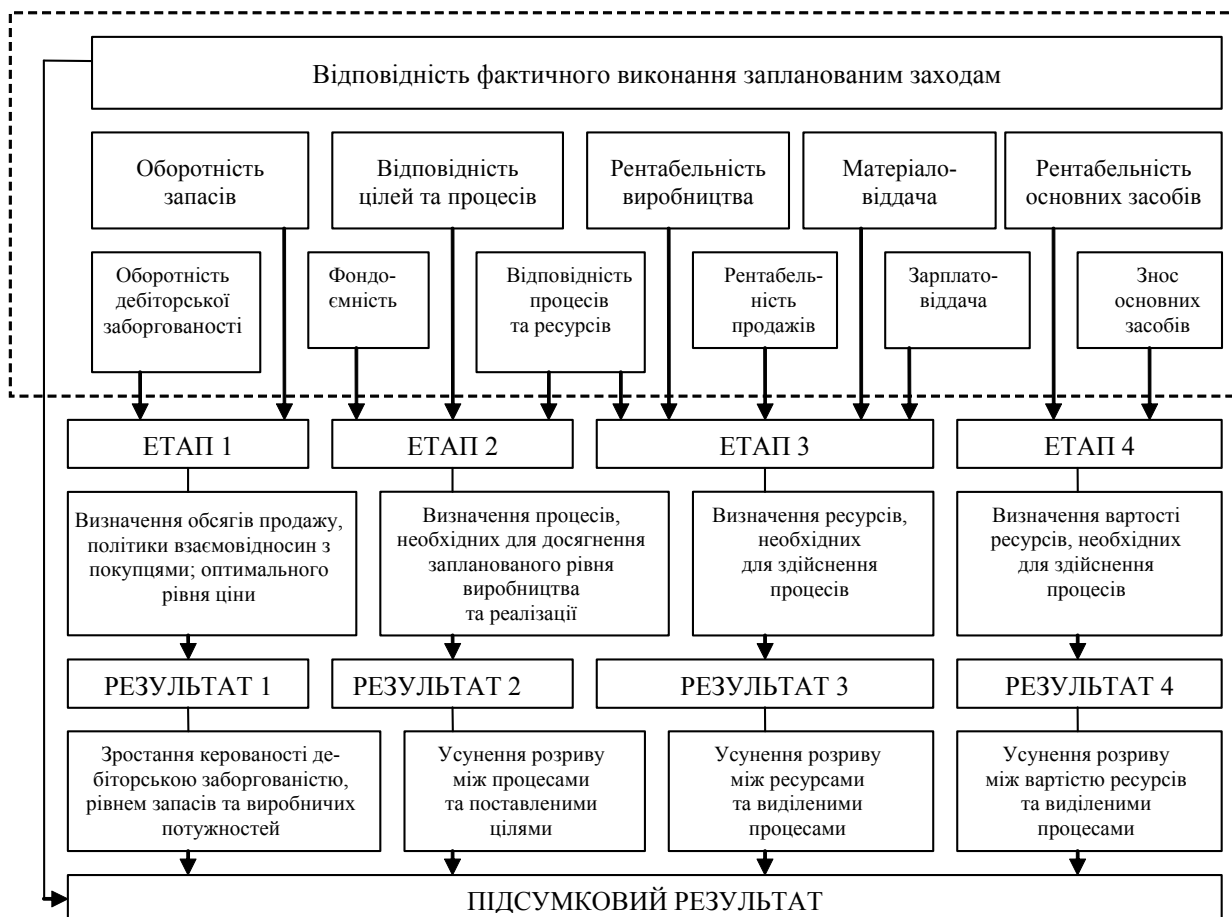 Відповідність фактичного виконання запланованим заходам
Оборотність
запасів
Відповідність
цілей та процесів
Рентабельність
виробництва
Матеріало-
віддача
Рентабельність
основних засобів
Оборотність
дебіторської
заборгованості
Фондо-
ємність
Відповідність
процесів
та ресурсів
Рентабель-
ність
продажів
Зарплато-
віддача
Знос
основних
засобів
ЕТАП 1
ЕТАП 2
ЕТАП 3
ЕТАП 4
Визначення обсягів продажу,
політики взаємовідносин з
покупцями; оптимального
рівня ціни
Визначення процесів,
необхідних для досягнення
запланованого рівня
виробництва
та реалізації
Визначення ресурсів,
необхідних
для здійснення
процесів
Визначення вартості
ресурсів, необхідних
для здійснення
процесів
РЕЗУЛЬТАТ 1
РЕЗУЛЬТАТ 2
РЕЗУЛЬТАТ 3
РЕЗУЛЬТАТ 4
Зростання керованості де-
біторською заборгованістю,
рівнем запасів та виробничих
потужностей
Усунення розриву
між процесами
та поставленими
цілями
Усунення розриву
між ресурсами
та виділеними
процесами
Усунення розриву
між вартістю ресурсів
та виділеними
процесами
ПІДСУМКОВИЙ РЕЗУЛЬТАТ